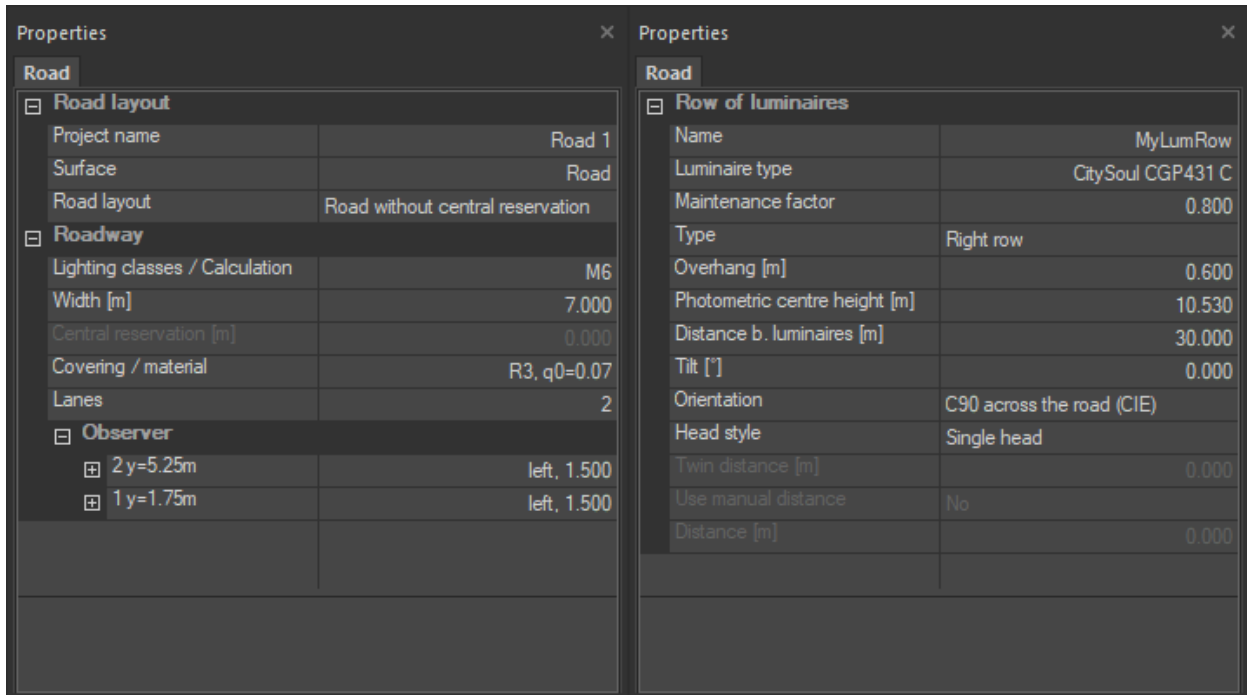 Properties ×
Road
Road layout
Project name Road 1
Surface Road
Road layout Road without central reservation
Roadway
Lighting classes / Calculation M6
Width [m] 7.000
Central reservation [m] 0.000
Covering / material R3, q0=0.07
Lanes 2
Observer
2 y=5.25m left, 1.500
1 y=1.75m left, 1.500
Properties ×
Road
Row of luminaires
Name MyLumRow
Luminaire type CitySoul CGP431 C
Maintenance factor 0.800
Type Right row
Overhang [m] 0.600
Photometric centre height [m] 10.530
Distance b. luminaires [m] 30.000
Tilt [°] 0.000
Orientation C90 across the road (CIE)
Head style Single head
Twin distance [m] 0.000
Use manual distance No
Distance [m] 0.000